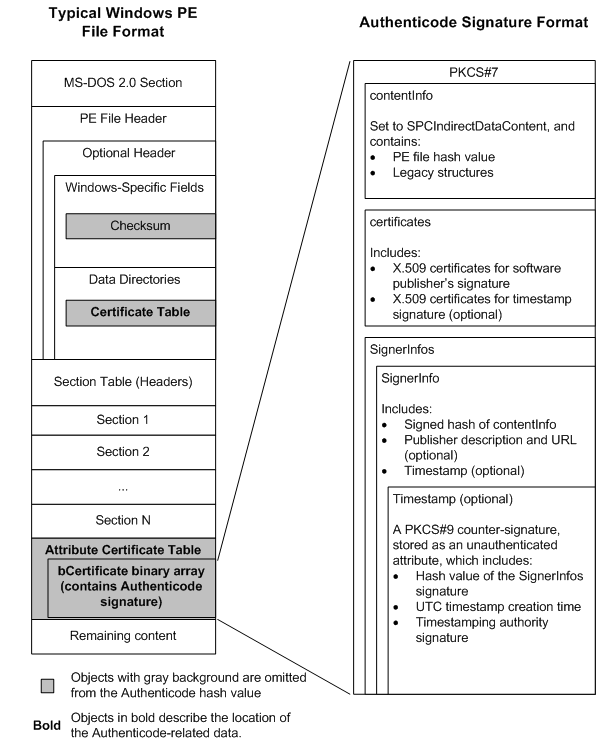 Typical Windows PE
File Format
MS-DOS 2.0 Section
PE File Header
Optional Header
Windows-Specific Fields
Checksum
Data Directories
Certificate Table
Section Table (Headers)
Section 1
Section 2
...
Section N
Attribute Certificate Table
bCertificate binary array
(contains Authenticode
signature)
Remaining content
Objects with gray background are omitted
from the Authenticode hash value
Bold Objects in bold describe the location of
the Authenticode-related data.
Authenticode Signature Format
PKCS#7
contentInfo
Set to SPCIndirectDataContent, and
contains:
• PE file hash value
• Legacy structures
certificates
Includes:
• X.509 certificates for software
publisher's signature
• X.509 certificates for timestamp
signature (optional)
SignerInfos
SignerInfo
Includes:
• Signed hash of contentInfo
• Publisher description and URL
(optional)
• Timestamp (optional)
Timestamp (optional)
A PKCS#9 counter-signature,
stored as an unauthenticated
attribute, which includes:
• Hash value of the SignerInfos
signature
• UTC timestamp creation time
• Timestamping authority
signature